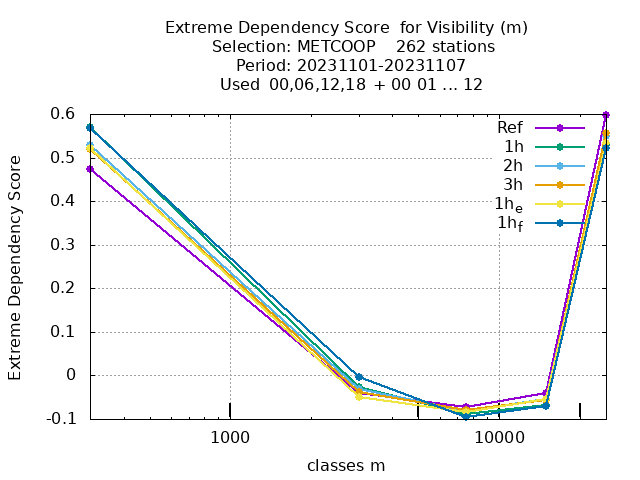 Extreme Dependency Score  for Visibility (m)
Selection: METCOOP    262 stations
Period: 20231101-20231107
Used  00,06,12,18  + 00 01 ... 12
Extreme Dependency Score
0.6
0.5
0.4
0.3
0.2
0.1
0
-0.1
Ref
1h
2h
3h
1he
1hf
1000
10000
classes m